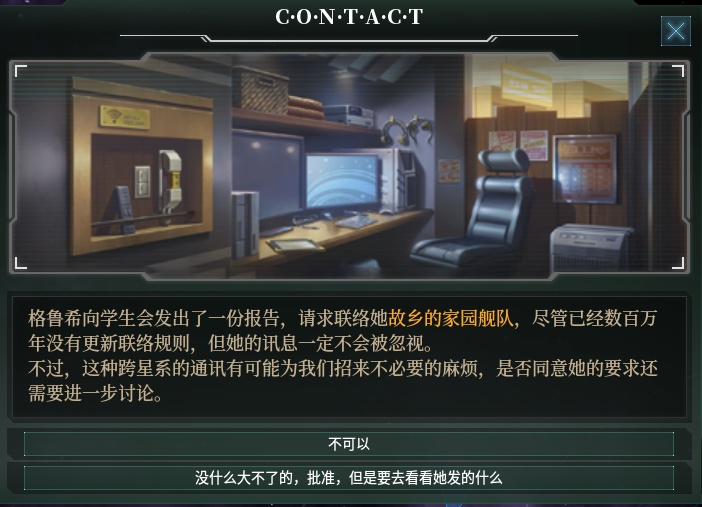 C·O·N·T·A·C·T
格鲁希向学生会发出了一份报告，请求联络她故乡的家园舰队，尽管已经数百万
年没有更新联络规则，但她的讯息一定不会被忽视。
不过，这种跨星系的通讯有可能为我们招来不必要的麻烦，是否同意她的要求还
需要进一步讨论。
不可以
没什么大不了的，批准，但是要去看看她发的什么